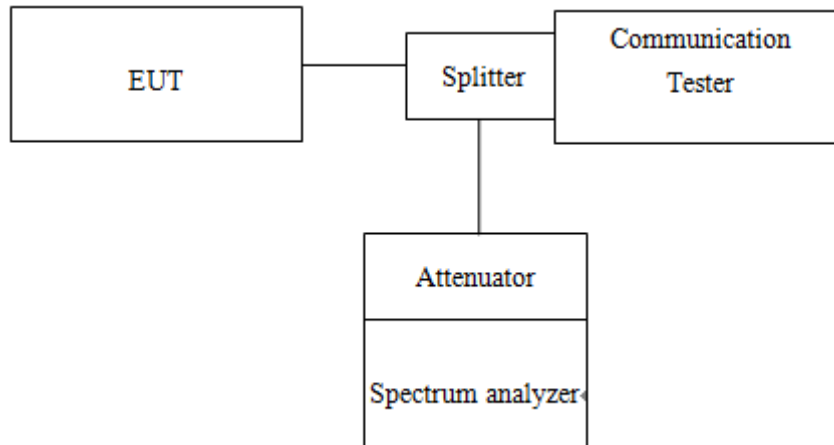 EUT
Splitter
Communication
Tester
Attenuator
Spectrum analyzer